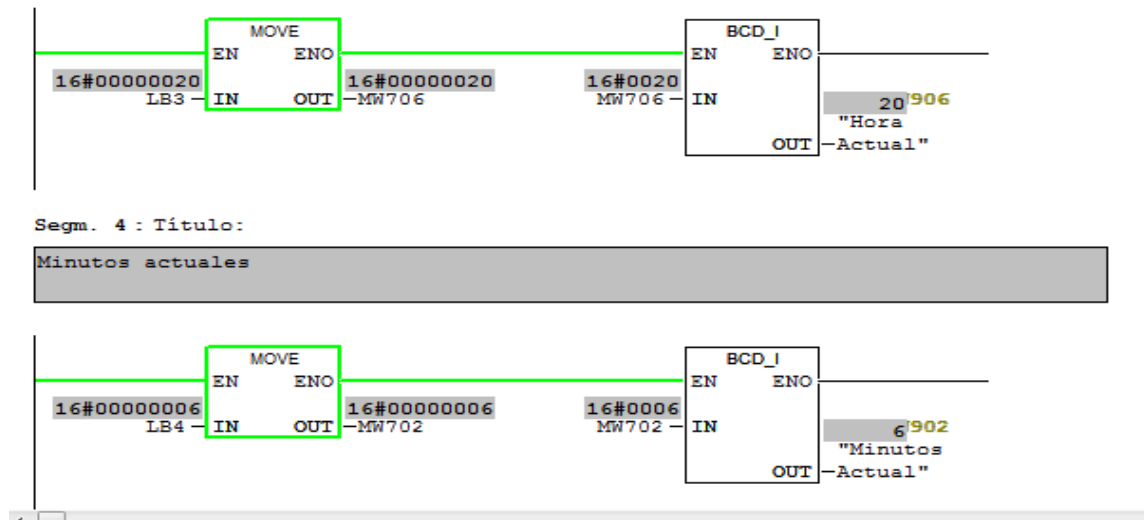 MOVE BCD_I
EN ENO EN ENO
16#00000020 16#00000020 16#0020
LB3 IN OUT MW706 MW706 IN 20 906
"Hora
OUT Actual"
Segm. 4 : Título:
Minutos actuales
MOVE BCD_I
EN ENO EN ENO
16#00000006 16#00000006 16#0006
LB4 IN OUT MW702 MW702 IN 6 902
"Minutos
OUT Actual"